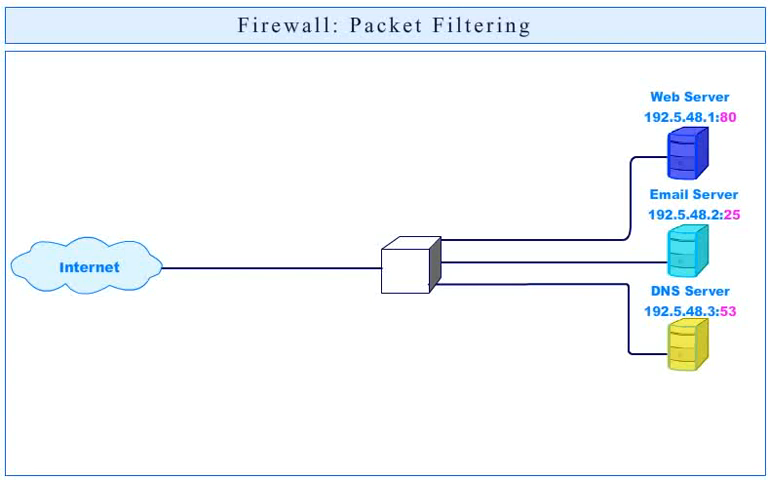 Firewall: Packet Filtering
Web Server
192.5.48.1:80
Email Server
192.5.48.2:25
Internet
DNS Server
192.5.48.3:53